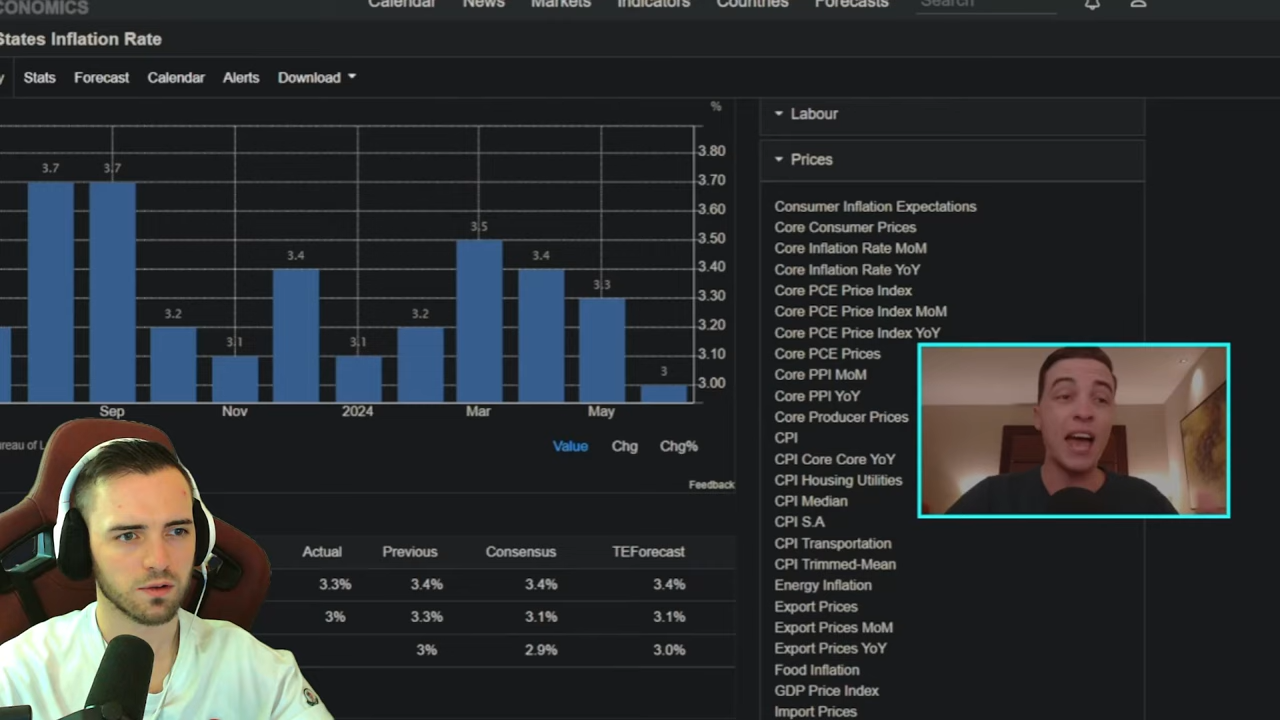 CONOMICS
Calendar News Markets Indicators Countries Forecasts Search
States Inflation Rate
y Stats Forecast Calendar Alerts Download
%
3.80
3.70
3.60
3.50
3.40
3.30
3.20
3.10
3.00
3.7 3.7 3.2 3.1 3.4 3.1 3.2 3.5 3.4 3.3 3
Sep Nov 2024 Mar May
ureau of L
Value Chg Chg%
Feedback
Actual Previous Consensus TEForecast
3.3% 3.4% 3.4% 3.4%
3% 3.3% 3.1% 3.1%
3% 2.9% 3.0%
Labour
Prices
Consumer Inflation Expectations
Core Consumer Prices
Core Inflation Rate MoM
Core Inflation Rate YoY
Core PCE Price Index
Core PCE Price Index MoM
Core PCE Price Index YoY
Core PCE Prices
Core PPI MoM
Core PPI YoY
Core Producer Prices
CPI
CPI Core Core YoY
CPI Housing Utilities
CPI Median
CPI S.A
CPI Transportation
CPI Trimmed-Mean
Energy Inflation
Export Prices
Export Prices MoM
Export Prices YoY
Food Inflation
GDP Price Index
Import Prices